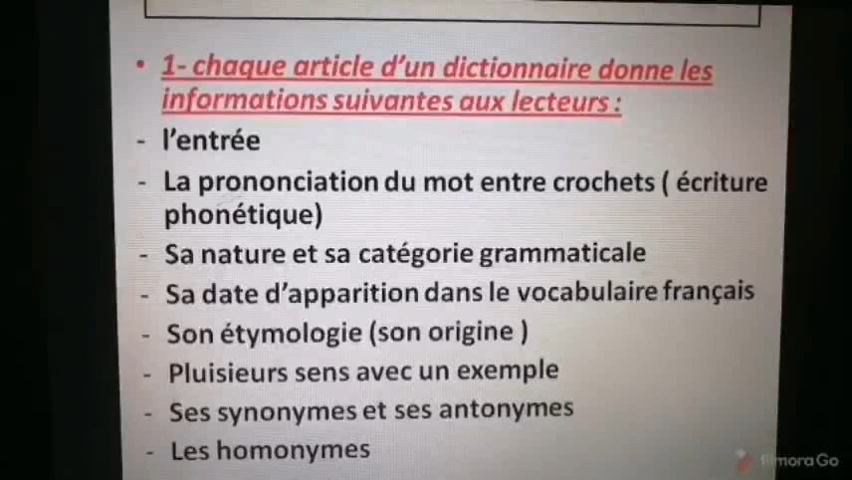 • 1- chaque article d'un dictionnaire donne les
informations suivantes aux lecteurs :
- l'entrée
- La prononciation du mot entre crochets ( écriture
phonétique)
- Sa nature et sa catégorie grammaticale
- Sa date d'apparition dans le vocabulaire français
- Son étymologie (son origine )
- Pluisieurs sens avec un exemple
- Ses synonymes et ses antonymes
- Les homonymes
filmoraGo